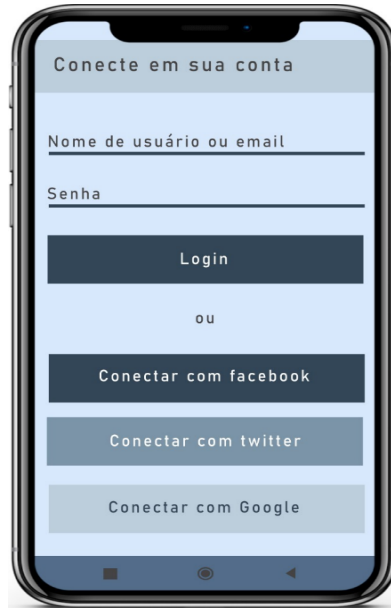 Conecte em sua conta
Nome de usuário ou email
Senha
Login
ou
Conectar com facebook
Conectar com twitter
Conectar com Google